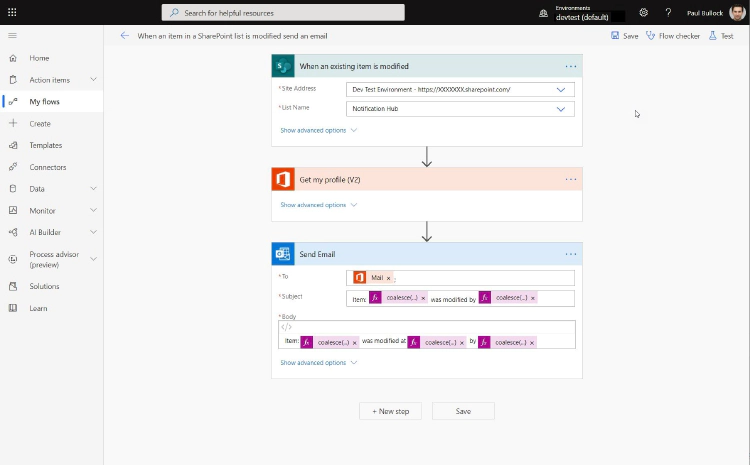 Search for helpful resources
Environments
devtest (default)
?
Paul Bullock
When an item in a SharePoint list is modified send an email
Save
Flow checker
Test
Home
Action items
My flows
Create
Templates
Connectors
Data
Monitor
AI Builder
Process advisor
(preview)
Solutions
Learn
When an existing item is modified
* Site Address
Dev Test Environment - https://XXXXXXX.sharepoint.com/
* List Name
Notification Hub
Show advanced options
Get my profile (V2)
Show advanced options
Send Email
* To
Mail × ;
* Subject
Item: fx coalesce(...) × was modified by fx coalesce(...) ×
* Body
</>
Item: fx coalesce(...) × was modified at fx coalesce(...) × by fx coalesce(...) ×
Show advanced options
+ New step
Save